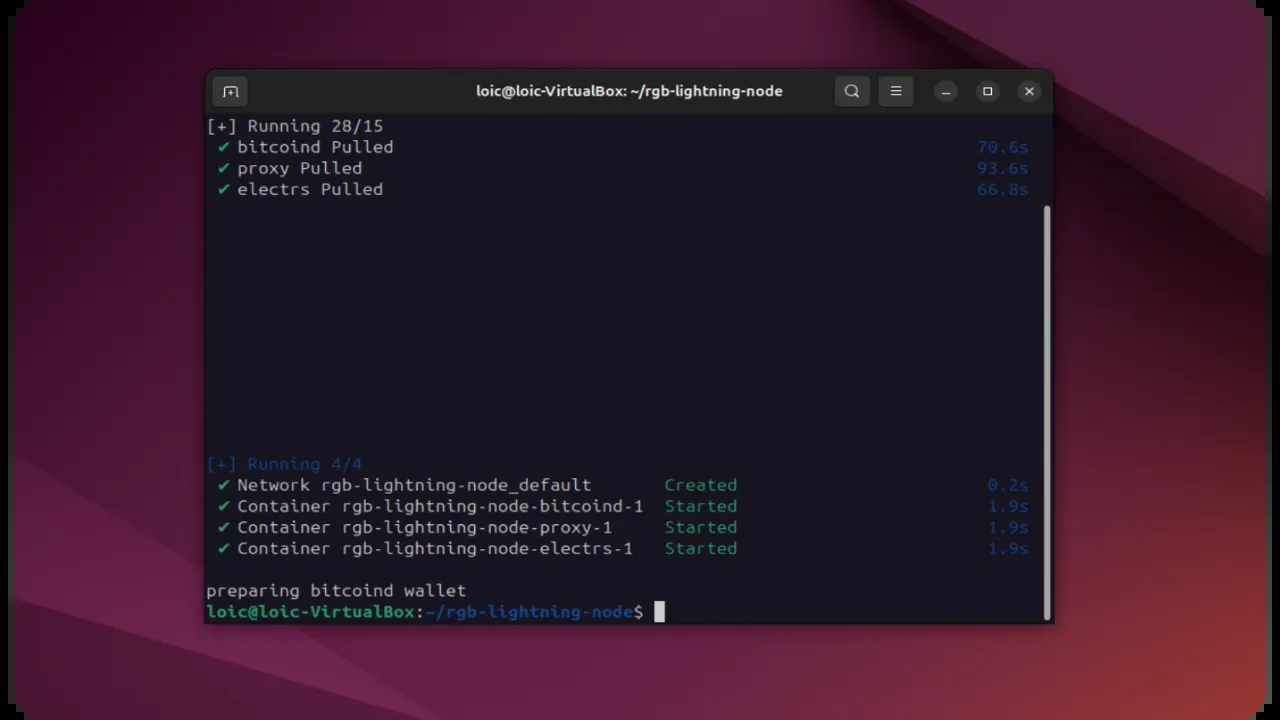 loic@loic-VirtualBox: ~/rgb-lightning-node
[+] Running 28/15
✔ bitcoind Pulled 70.6s
✔ proxy Pulled 93.6s
✔ electrs Pulled 66.8s
[+] Running 4/4
✔ Network rgb-lightning-node_default Created 0.2s
✔ Container rgb-lightning-node-bitcoind-1 Started 1.9s
✔ Container rgb-lightning-node-proxy-1 Started 1.9s
✔ Container rgb-lightning-node-electrs-1 Started 1.9s
preparing bitcoind wallet
loic@loic-VirtualBox:~/rgb-lightning-node$